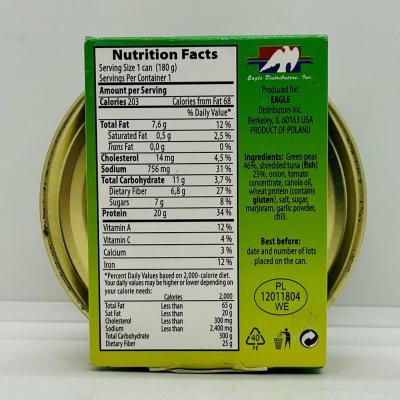 Nutrition Facts
Serving Size 1 can (180 g)
Servings Per Container 1
Amount per Serving
Calories 203 Calories from Fat 68
% Daily Value*
Total Fat 7,6 g 12 %
Saturated Fat 0,5 g 2,5 %
Trans Fat 0,0 g 0 %
Cholesterol 14 mg 4,5 %
Sodium 756 mg 31 %
Total Carbohydrate 11 g 3,7 %
Dietary Fiber 6,8 g 27 %
Sugars 7 g 8 %
Protein 20 g 34 %
Vitamin A 12 %
Vitamin C 4 %
Calcium 3 %
Iron 12 %
*Percent Daily Values based on 2,000-calorie diet.
Your daily values may be higher or lower depending on
your calorie needs:
Calories 2,000
Total Fat Less than 65 g
Sat Fat Less than 20 g
Cholesterol Less than 300 mg
Sodium Less than 2,400 mg
Total Carbohydrate 300 g
Dietary Fiber 25 g
Eagle Distributors, Inc.
Produced for:
EAGLE
Distributors inc.
Berkeley, IL 60163 USA
PRODUCT OF POLAND
Ingredients: Green peas
46%, shredded tuna (fish)
25%, onion, tomato
concentrate, canola oil,
wheat protein (contains
gluten), salt, sugar,
marjoram, garlic powder,
chili.
Best before:
date and number of lots
placed on the can.
PL
12011804
WE
40
FE